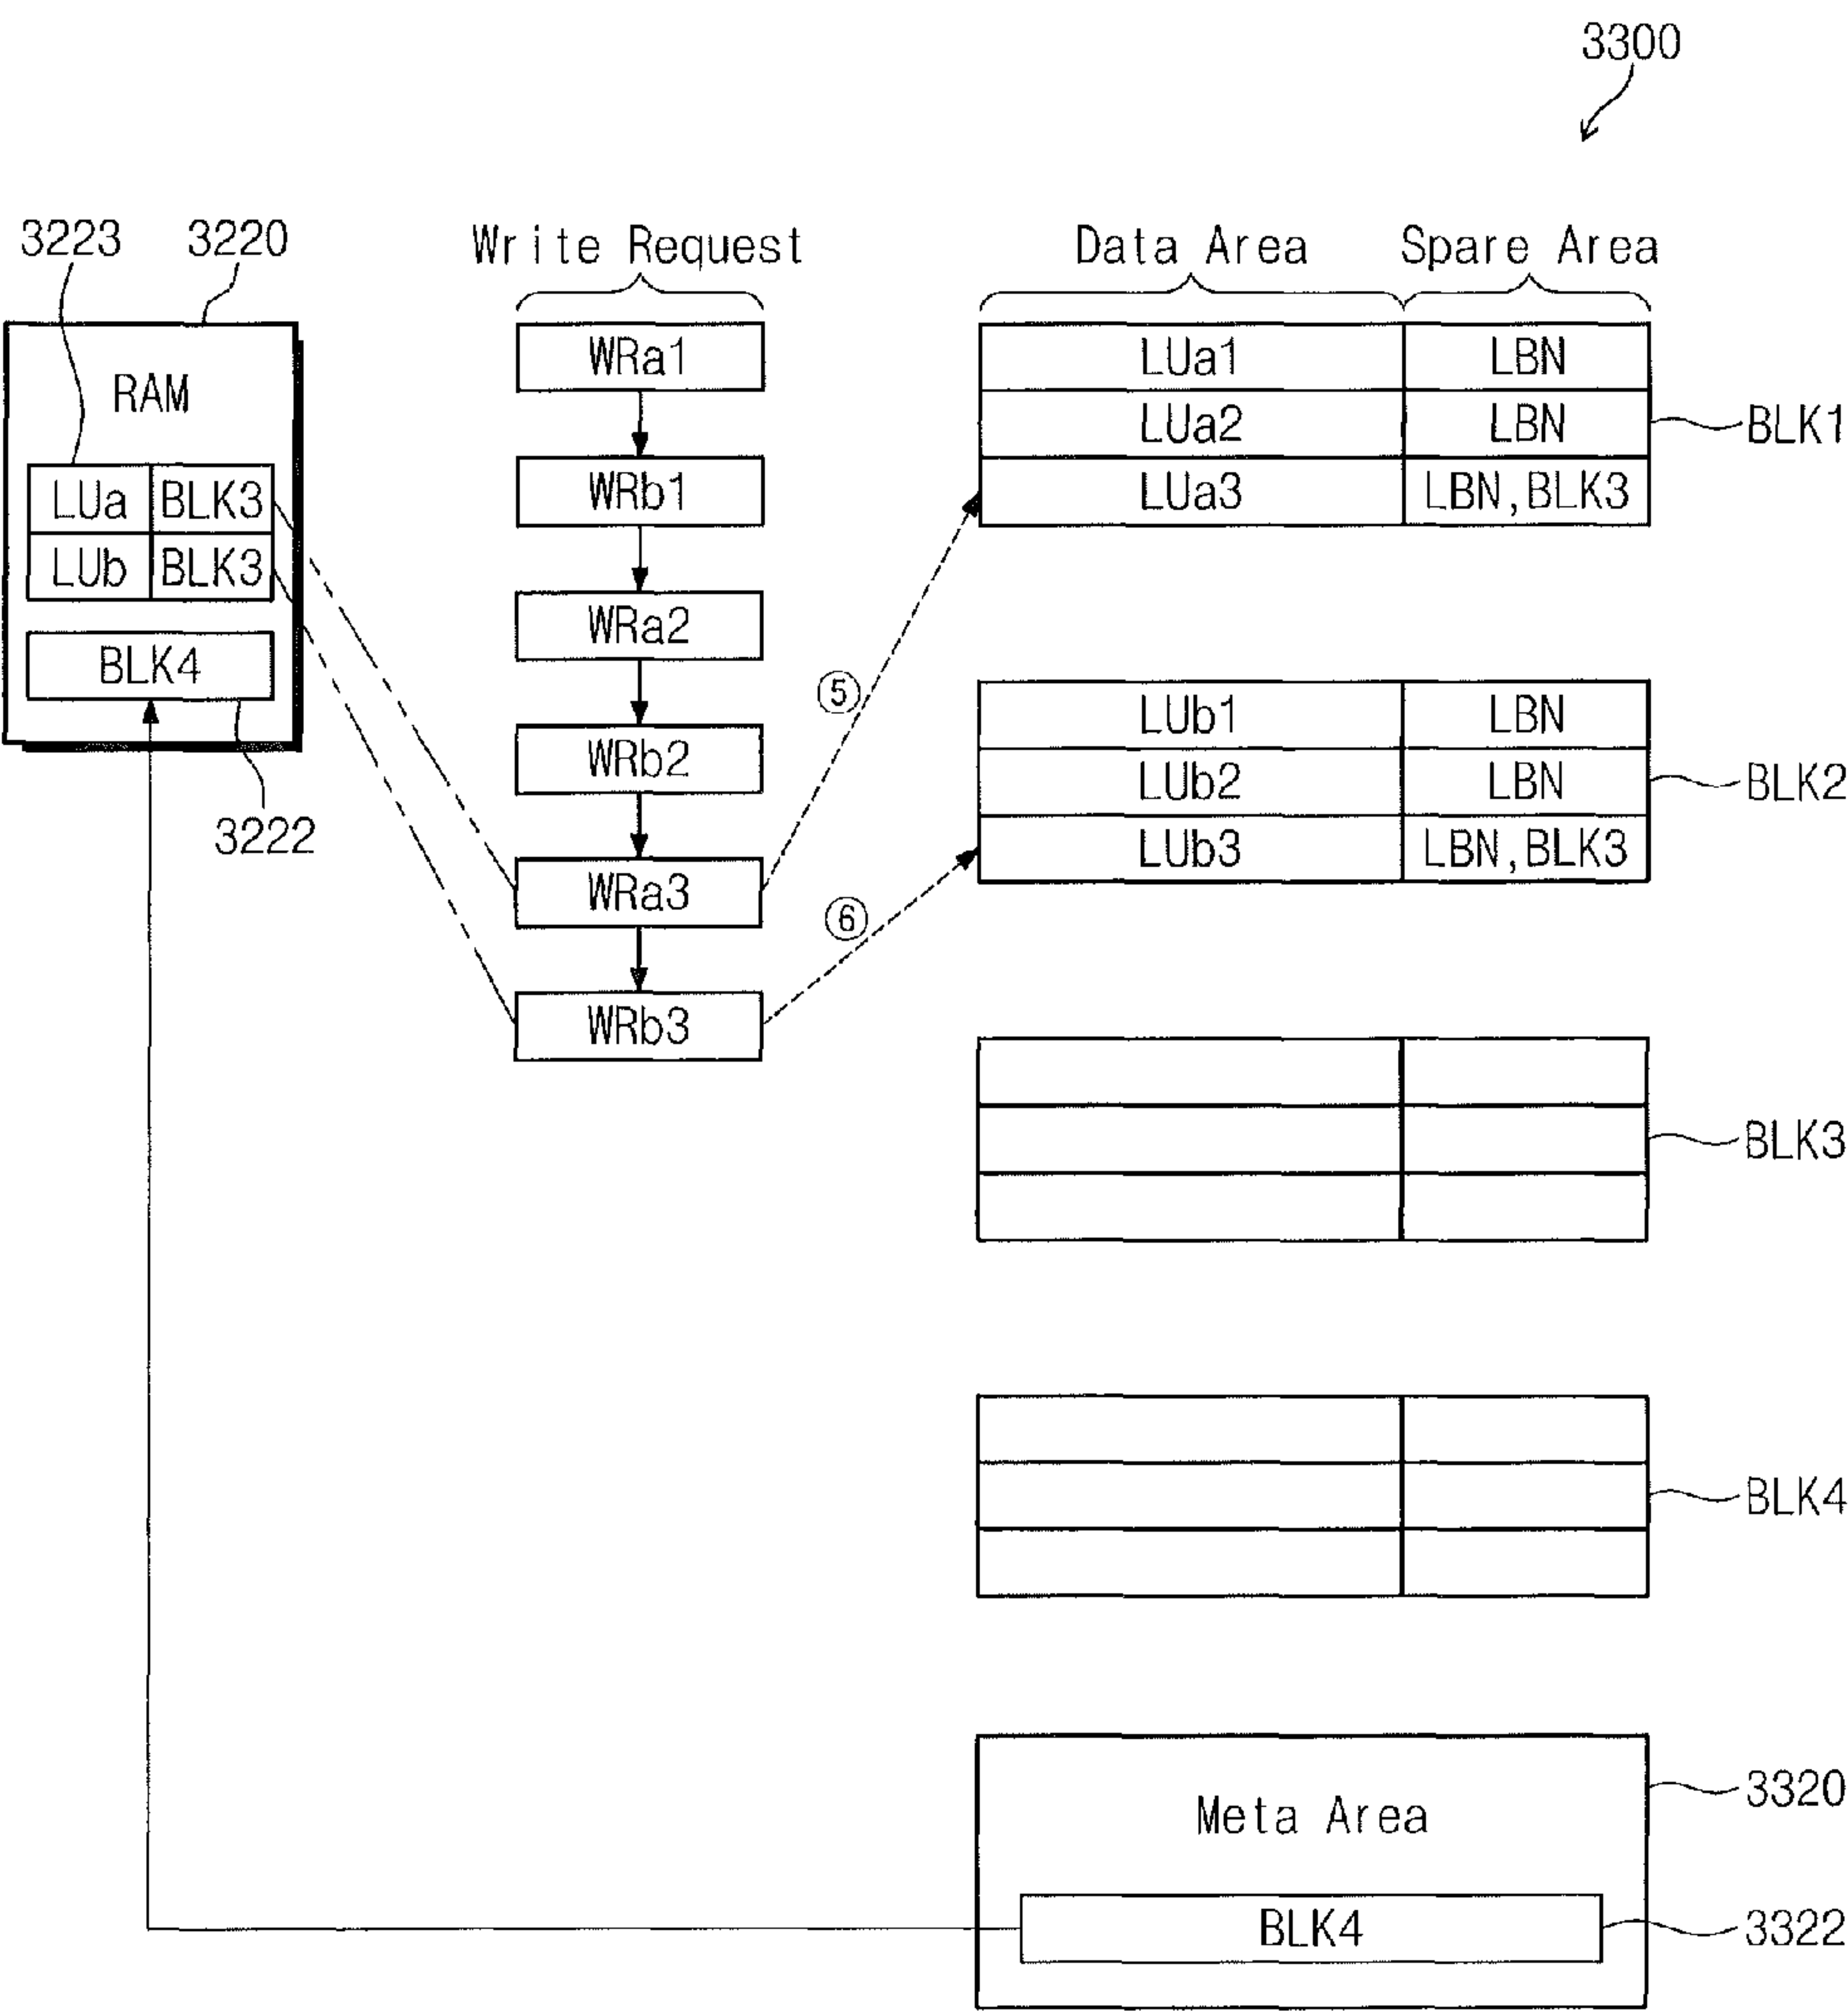 3300
3223 3220 Write Request Data Area Spare Area
RAM
LUa BLK3
LUb BLK3
BLK4
3222
WRa1
WRb1
WRa2
WRb2
WRa3
WRb3
⑤
⑥
LUa1 LBN
LUa2 LBN BLK1
LUa3 LBN,BLK3
LUb1 LBN
LUb2 LBN BLK2
LUb3 LBN,BLK3
BLK3
BLK4
Meta Area 3320
BLK4 3322